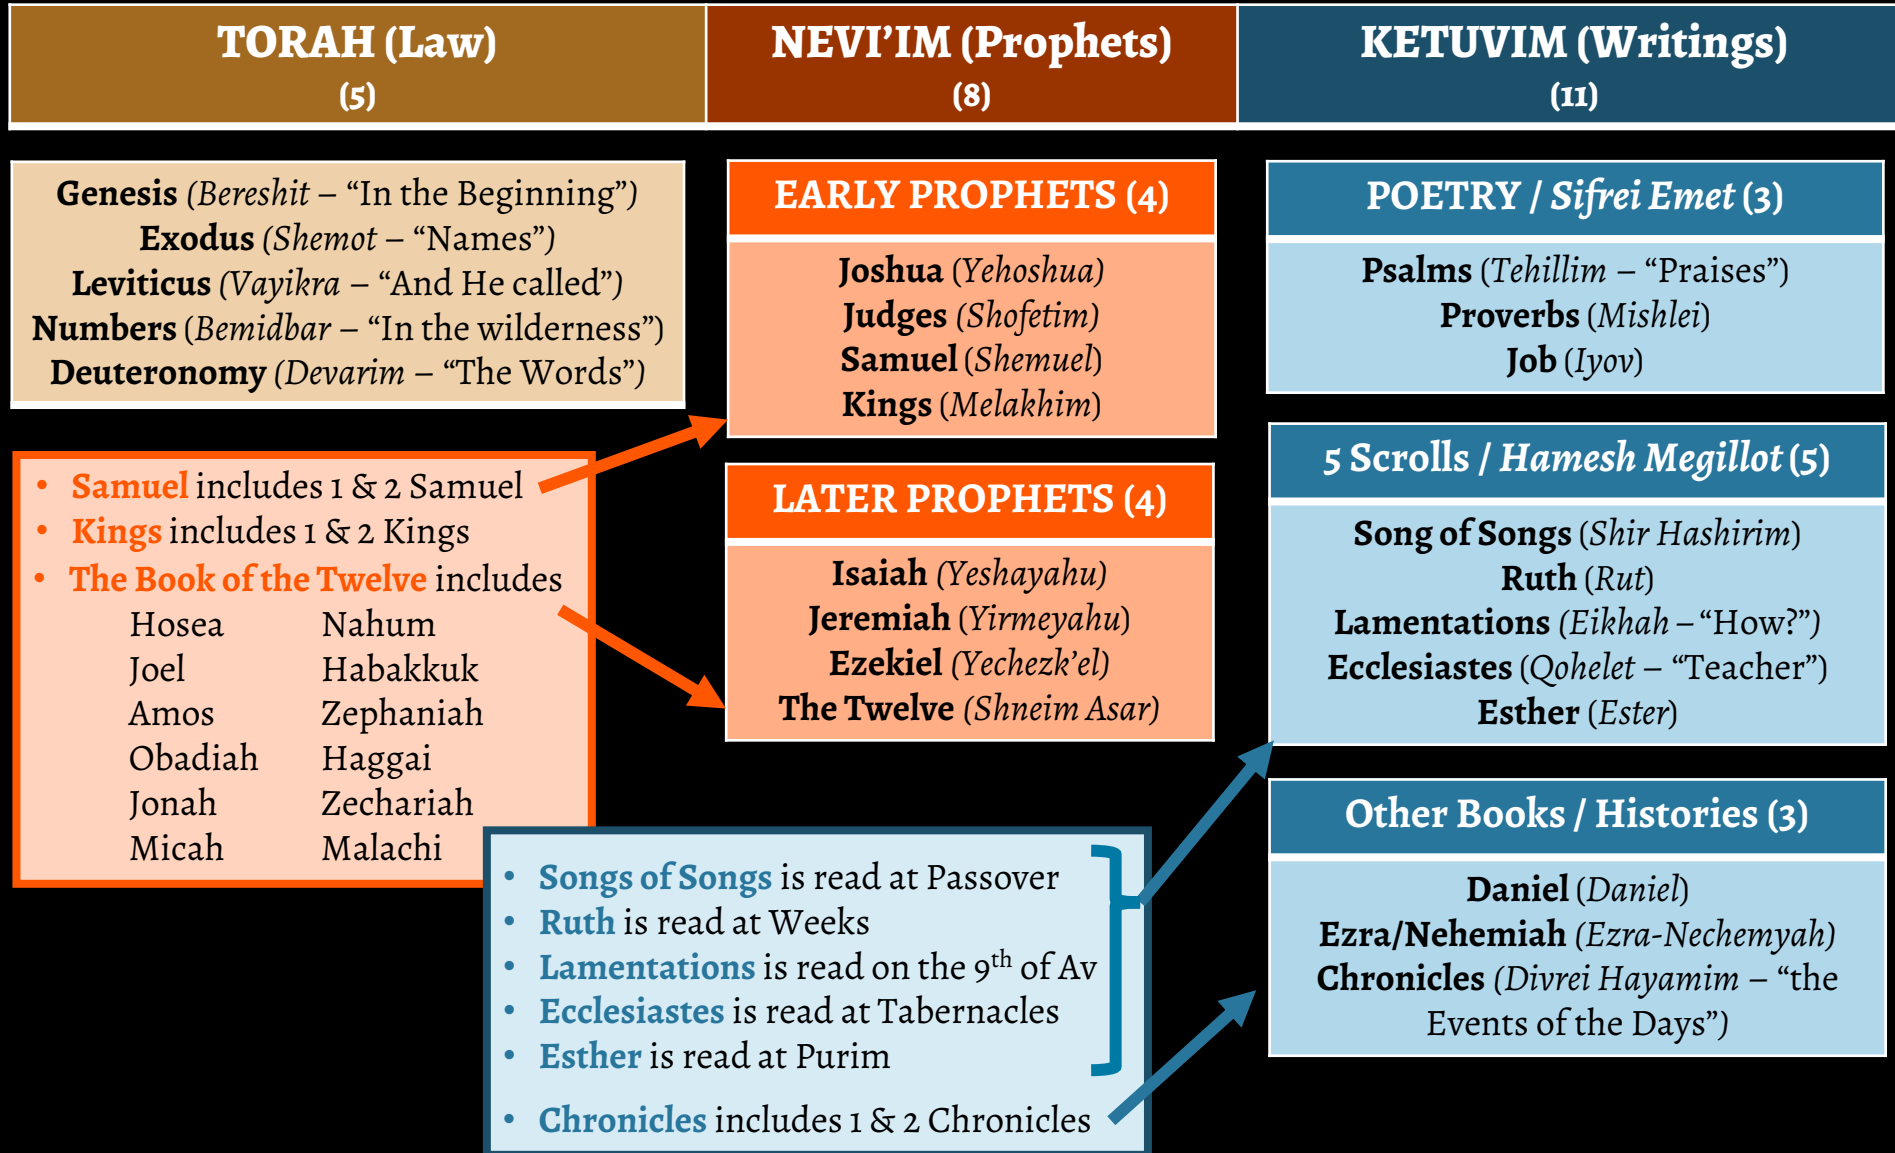 TORAH (Law)
(5)
NEVI’IM (Prophets)
(8)
KETUVIM (Writings)
(11)
Genesis (Bereshit – “In the Beginning”)
Exodus (Shemot – “Names”)
Leviticus (Vayikra – “And He called”)
Numbers (Bemidbar – “In the wilderness”)
Deuteronomy (Devarim – “The Words”)
• Samuel includes 1 & 2 Samuel
• Kings includes 1 & 2 Kings
• The Book of the Twelve includes
Hosea Nahum
Joel Habakkuk
Amos Zephaniah
Obadiah Haggai
Jonah Zechariah
Micah Malachi
EARLY PROPHETS (4)
Joshua (Yehoshua)
Judges (Shofetim)
Samuel (Shemuel)
Kings (Melakhim)
LATER PROPHETS (4)
Isaiah (Yeshayahu)
Jeremiah (Yirmeyahu)
Ezekiel (Yechezk’el)
The Twelve (Shneim Asar)
• Songs of Songs is read at Passover
• Ruth is read at Weeks
• Lamentations is read on the 9th of Av
• Ecclesiastes is read at Tabernacles
• Esther is read at Purim
• Chronicles includes 1 & 2 Chronicles
POETRY / Sifrei Emet (3)
Psalms (Tehillim – “Praises”)
Proverbs (Mishlei)
Job (Iyov)
5 Scrolls / Hamesh Megillot (5)
Song of Songs (Shir Hashirim)
Ruth (Rut)
Lamentations (Eikhah – “How?”)
Ecclesiastes (Qohelet – “Teacher”)
Esther (Ester)
Other Books / Histories (3)
Daniel (Daniel)
Ezra/Nehemiah (Ezra-Nechemyah)
Chronicles (Divrei Hayamim – “the
Events of the Days”)